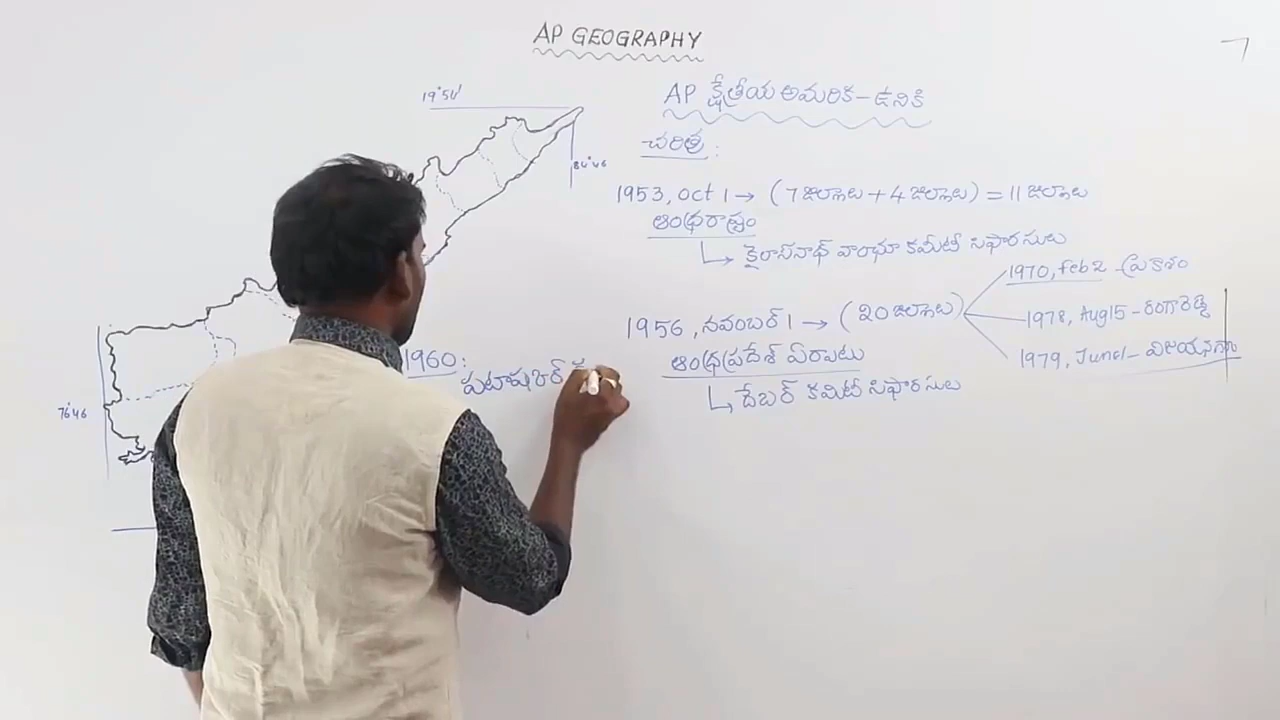 AP GEOGRAPHY
7
AP క్షేత్రీయ అమరిక - ఉనికి
చరిత్ర :
19°54'
84°46
76°46
1953, Oct 1 → (7 జిల్లాలు + 4 జిల్లాలు) = 11 జిల్లాలు
ఆంధ్రరాష్ట్రం
కైలాస్‌నాథ్ వాంఛూ కమిటీ సిఫారసులు
1956, నవంబర్ 1 → (20 జిల్లాలు)
ఆంధ్రప్రదేశ్ ఏర్పాటు
దేబర్ కమిటీ సిఫారసులు
1970, Feb 2 - ప్రకాశం
1978, Aug 15 - రంగారెడ్డి
1979, June 1 - విజయనగరం
1960 :